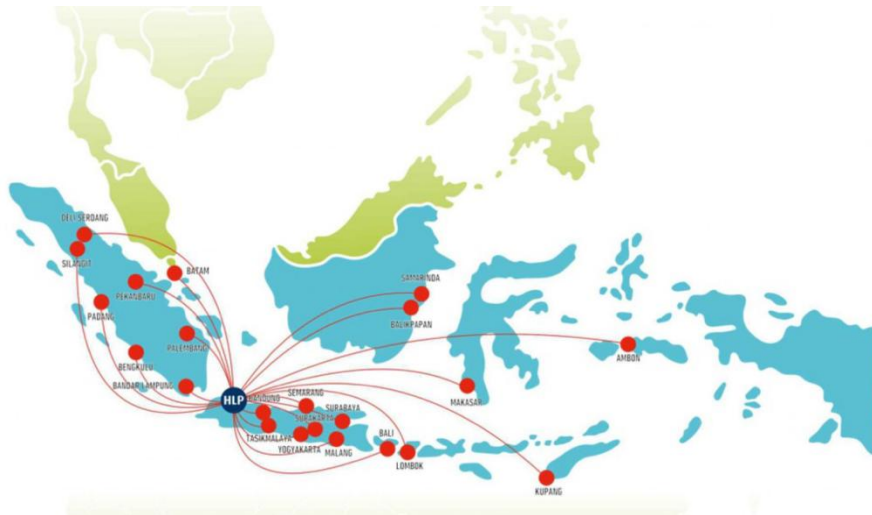 DELI SERDANG
SILANGIT
BATAM
PEKANBARU
PADANG
SAMARINDA
BALIKPAPAN
PALEMBANG
AMBON
BENGKULU
BANDAR LAMPUNG
HLP
MAKASAR
SEMARANG
BANDUNG
SURABAYA
SURAKARTA
TASIKMALAYA
YOGYAKARTA
MALANG
BALI
LOMBOK
KUPANG